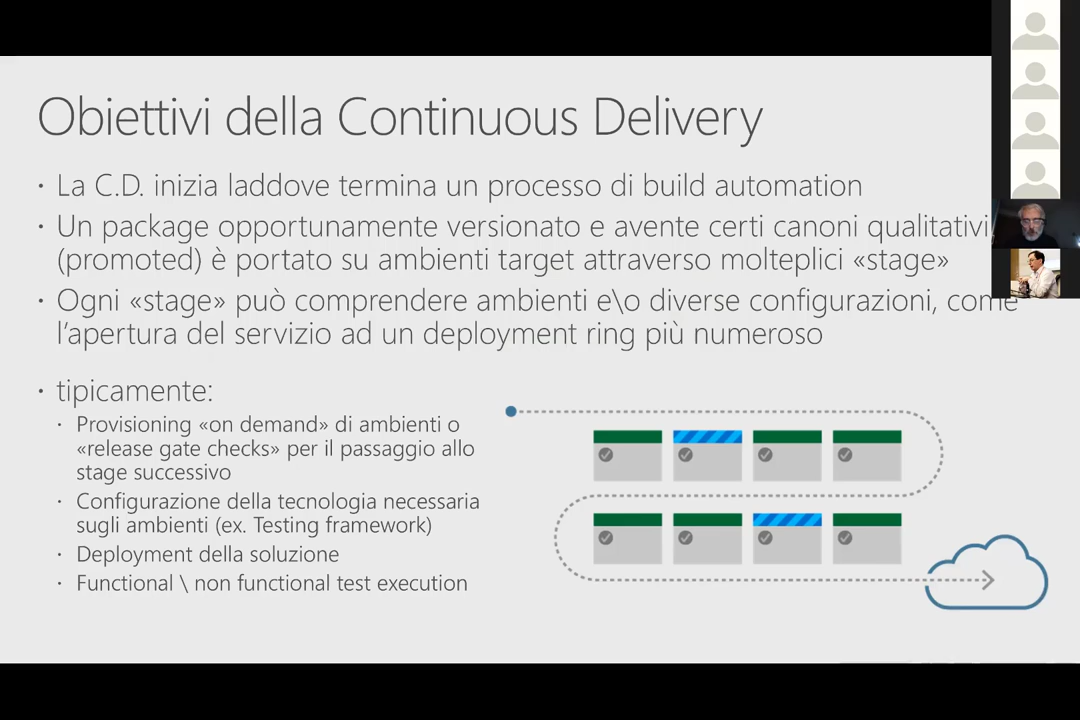 Obiettivi della Continuous Delivery
· La C.D. inizia laddove termina un processo di build automation
· Un package opportunamente versionato e avente certi canoni qualitativi,
(promoted) è portato su ambienti target attraverso molteplici «stage»
· Ogni «stage» può comprendere ambienti e\o diverse configurazioni, come
l'apertura del servizio ad un deployment ring più numeroso
· tipicamente:
· Provisioning «on demand» di ambienti o
«release gate checks» per il passaggio allo
stage successivo
· Configurazione della tecnologia necessaria
sugli ambienti (ex. Testing framework)
· Deployment della soluzione
· Functional \ non functional test execution